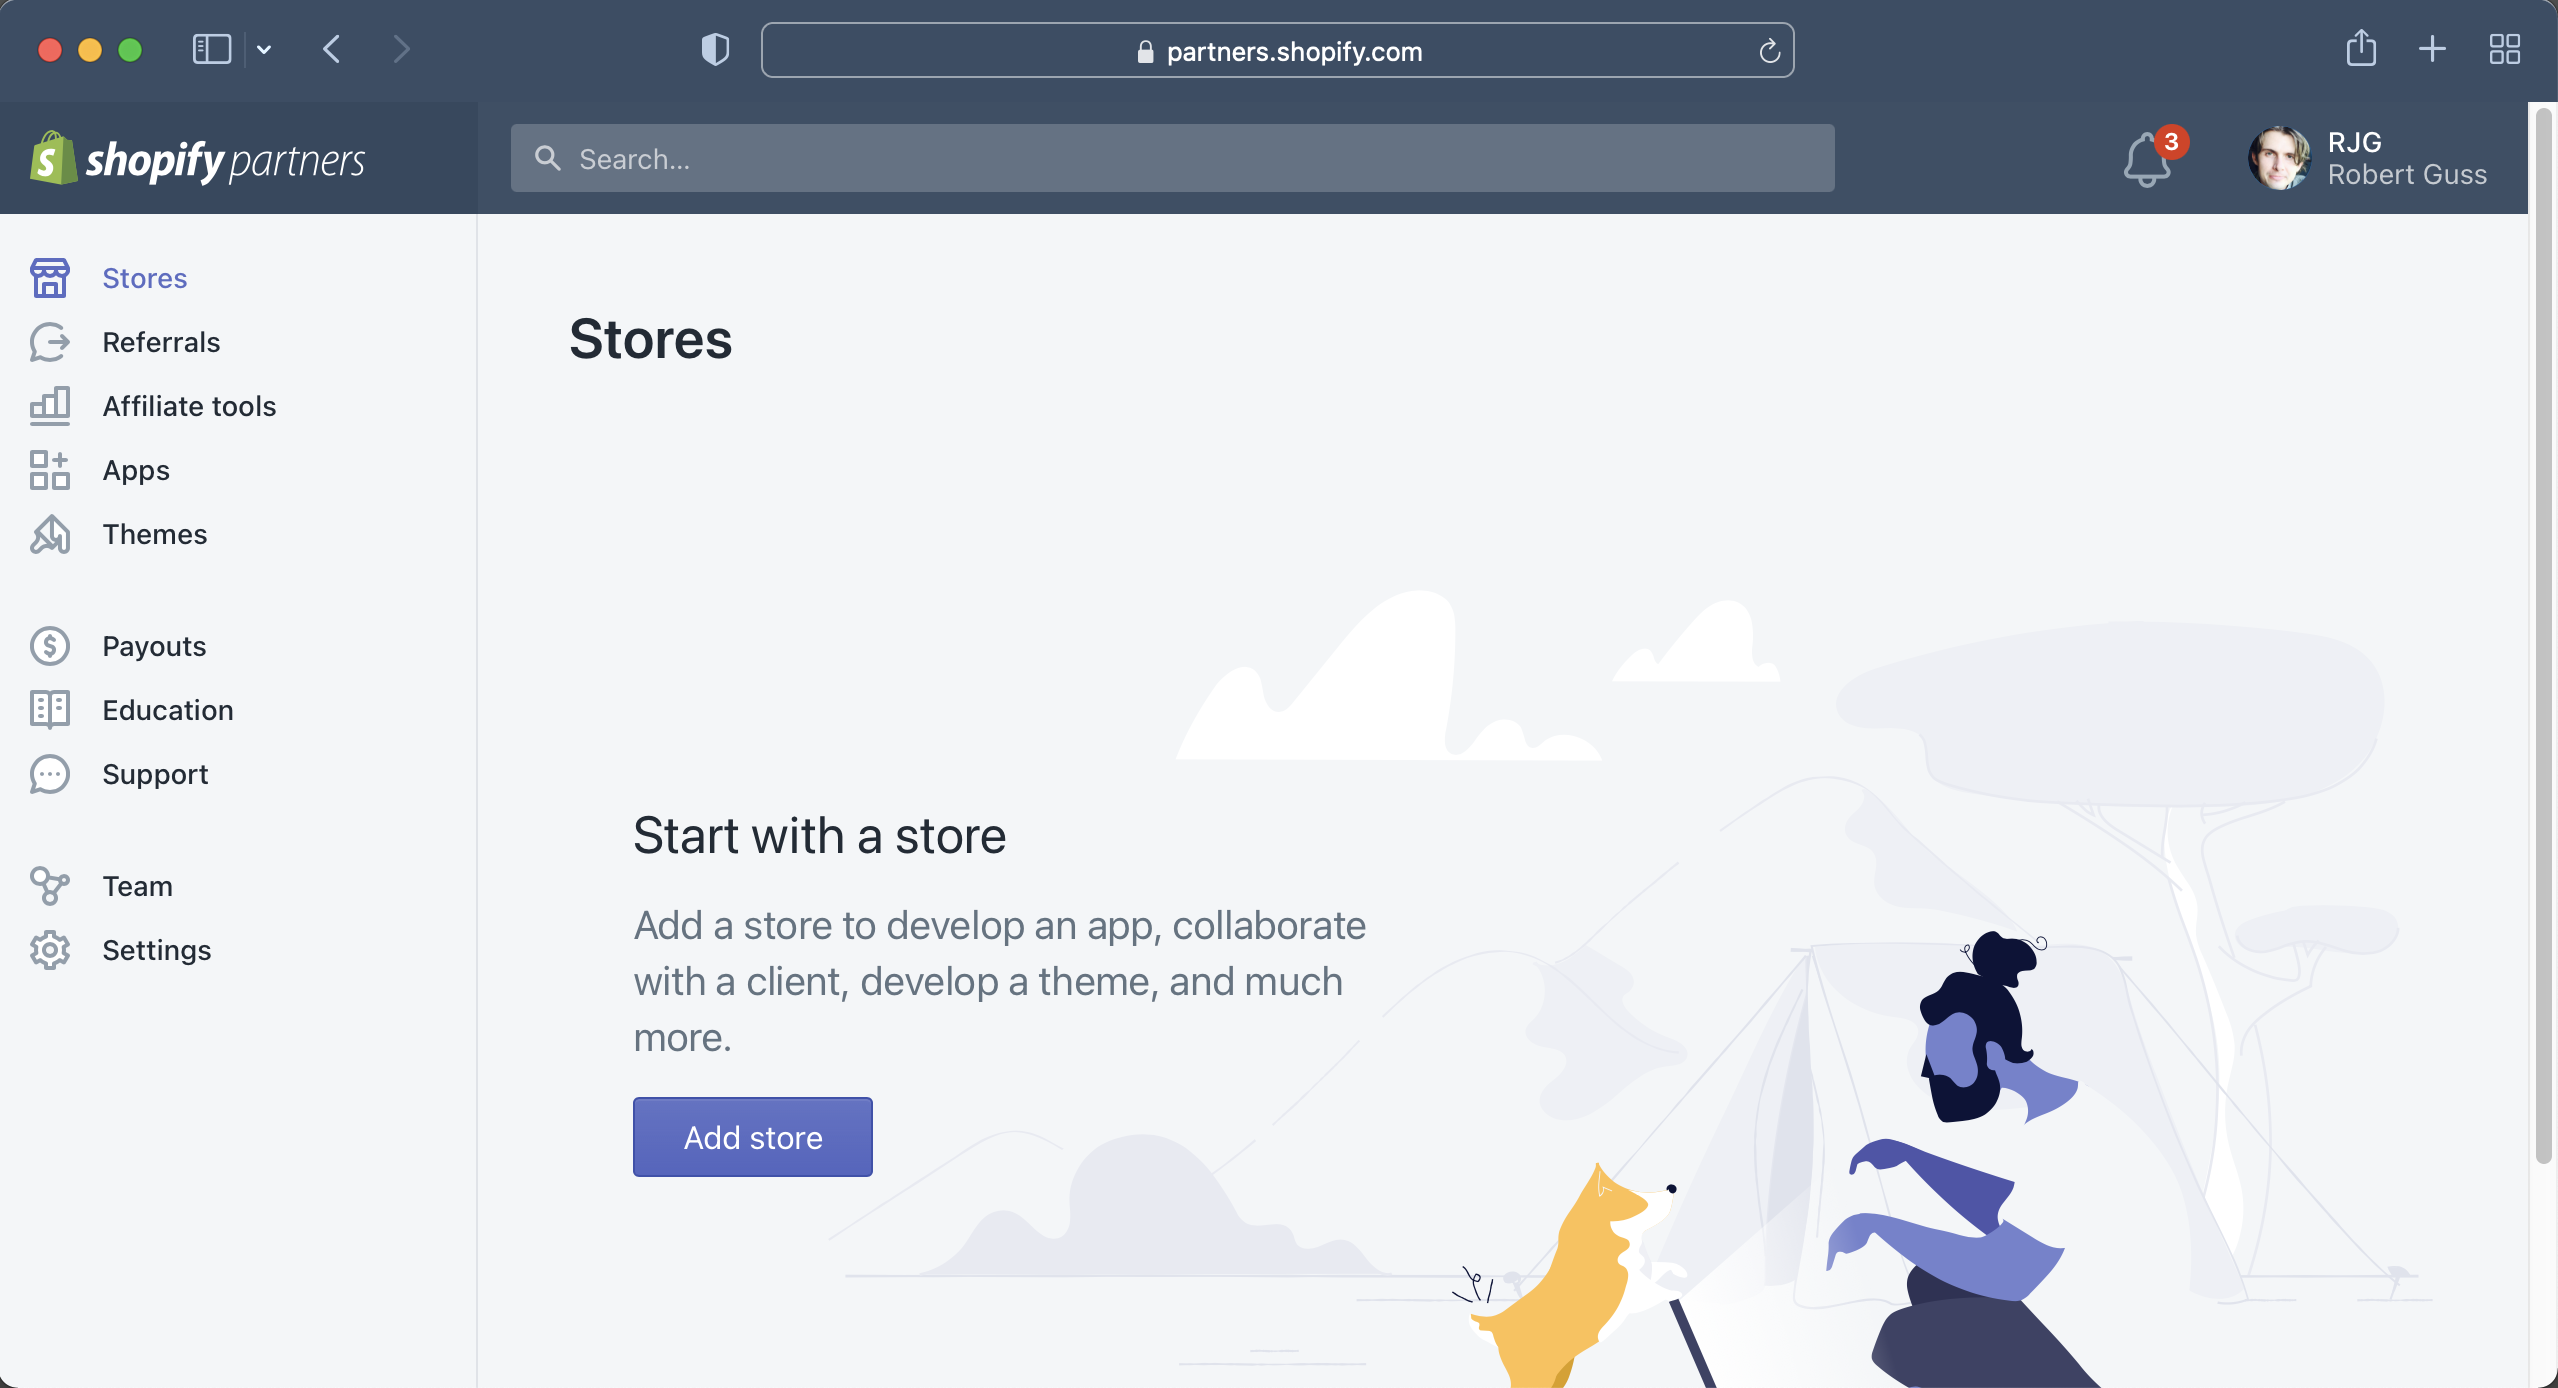 partners.shopify.com
shopify partners
Search...
3
RJG
Robert Guss
Stores
Referrals
Affiliate tools
Apps
Themes
Payouts
Education
Support
Team
Settings
Stores
Start with a store
Add a store to develop an app, collaborate
with a client, develop a theme, and much
more.
Add store